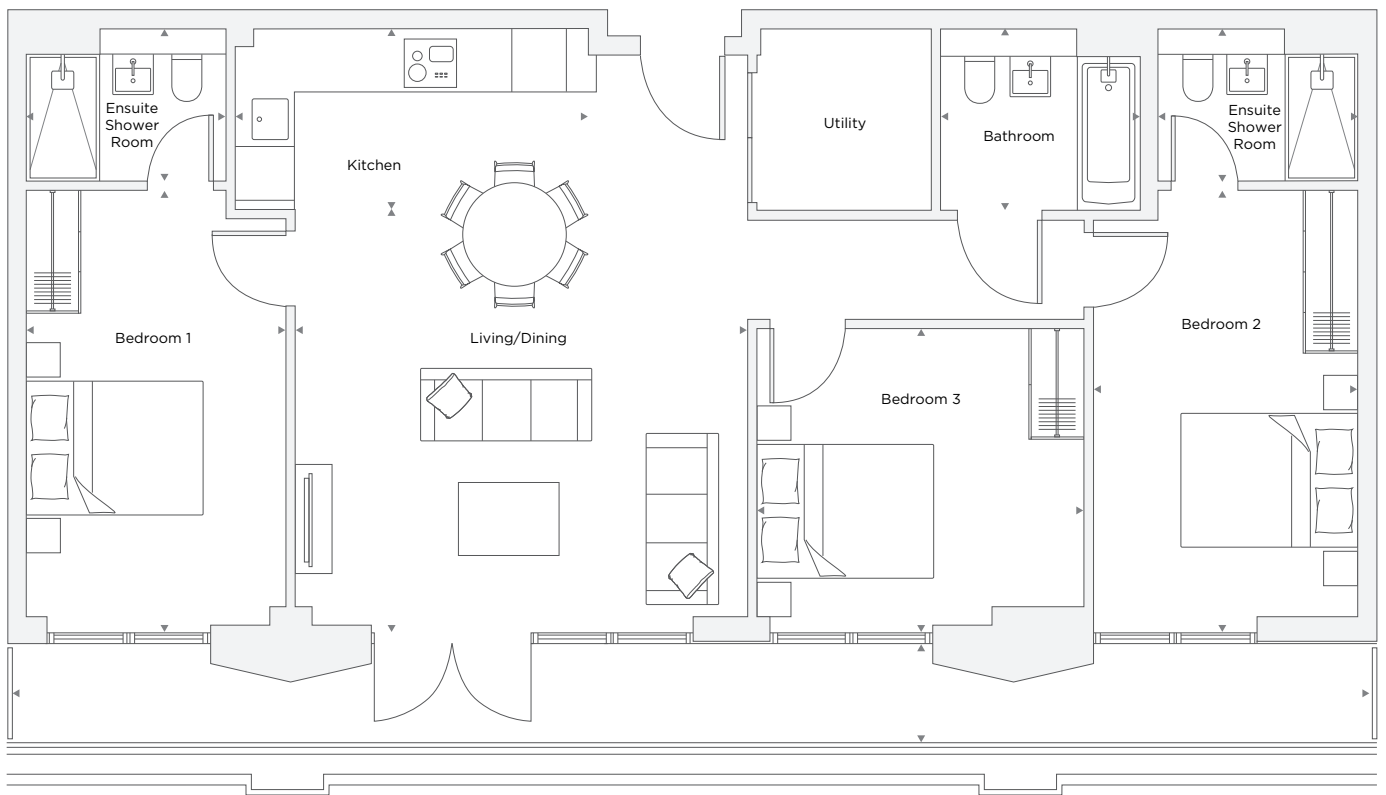 Ensuite
Shower
Room
Kitchen
Utility
Bathroom
Ensuite
Shower
Room
Bedroom 1
Living/Dining
Bedroom 3
Bedroom 2